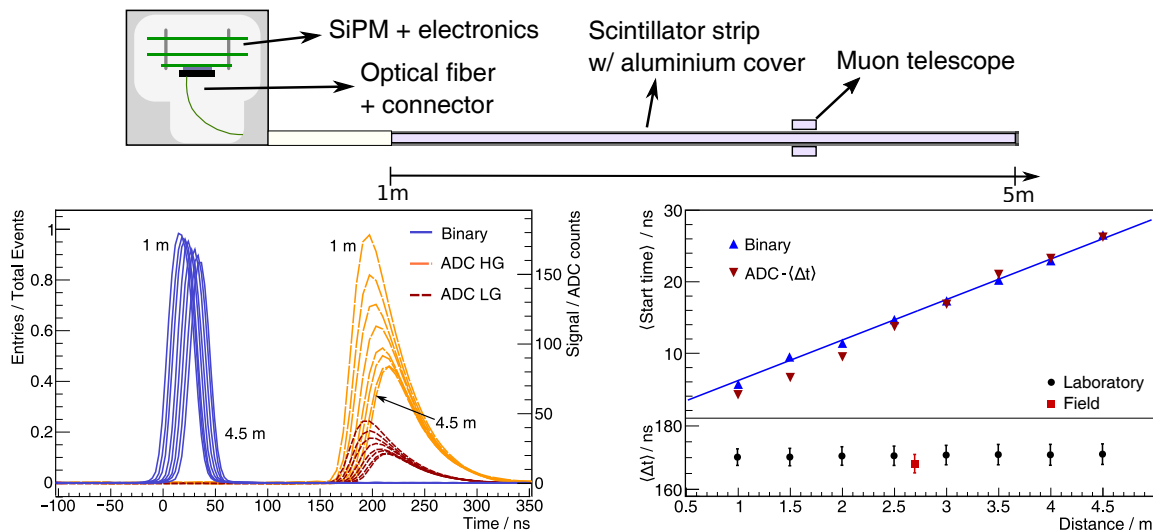 SiPM + electronics
Optical fiber
+ connector
Scintillator strip
w/ aluminium cover
Muon telescope
1m
5m
Entries / Total Events
1
0.8
0.6
0.4
0.2
0
1 m
4.5 m
1 m
4.5 m
Binary
ADC HG
ADC LG
150
100
50
0
Signal / ADC counts
-100
-50
0
50
100
150
200
250
300
350
Time / ns
⟨Start time⟩ / ns
50
30
10
Binary
ADC - ⟨Δt⟩
Laboratory
Field
⟨Δt⟩ / ns
180
160
1.0
1.5
2.0
2.5
3.0
3.5
4.0
4.5
Distance / m